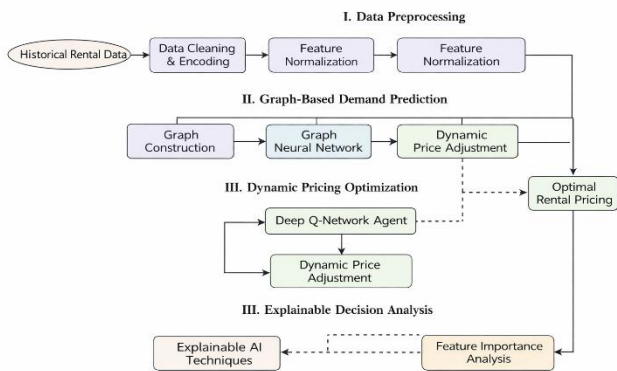 I. Data Preprocessing
Historical Rental Data
Data Cleaning
& Encoding
Feature
Normalization
Feature
Normalization
II. Graph-Based Demand Prediction
Graph
Construction
Graph
Neural Network
Dynamic
Price Adjustment
Optimal
Rental Pricing
III. Dynamic Pricing Optimization
Deep Q-Network Agent
Dynamic Price
Adjustment
III. Explainable Decision Analysis
Explainable AI
Techniques
Feature Importance
Analysis